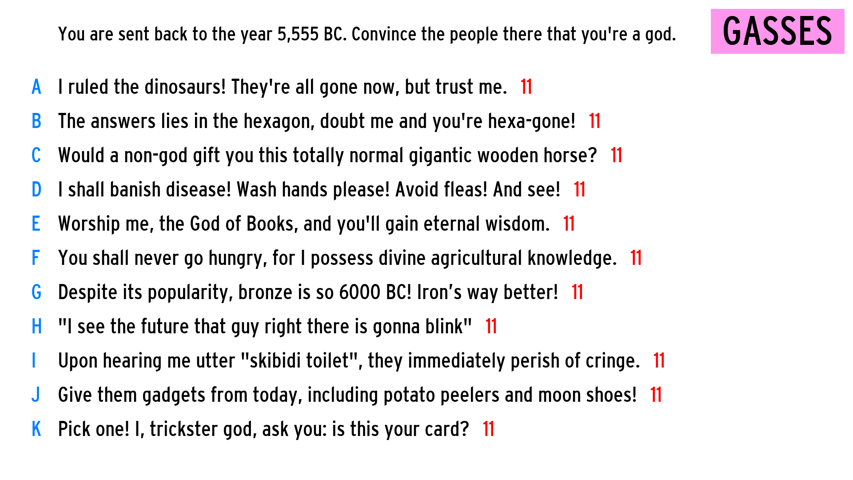 You are sent back to the year 5,555 BC. Convince the people there that you're a god.
GASSES
A I ruled the dinosaurs! They're all gone now, but trust me. 11
B The answers lies in the hexagon, doubt me and you're hexa-gone! 11
C Would a non-god gift you this totally normal gigantic wooden horse? 11
D I shall banish disease! Wash hands please! Avoid fleas! And see! 11
E Worship me, the God of Books, and you'll gain eternal wisdom. 11
F You shall never go hungry, for I possess divine agricultural knowledge. 11
G Despite its popularity, bronze is so 6000 BC! Iron’s way better! 11
H "I see the future that guy right there is gonna blink" 11
I Upon hearing me utter "skibidi toilet", they immediately perish of cringe. 11
J Give them gadgets from today, including potato peelers and moon shoes! 11
K Pick one! I, trickster god, ask you: is this your card? 11